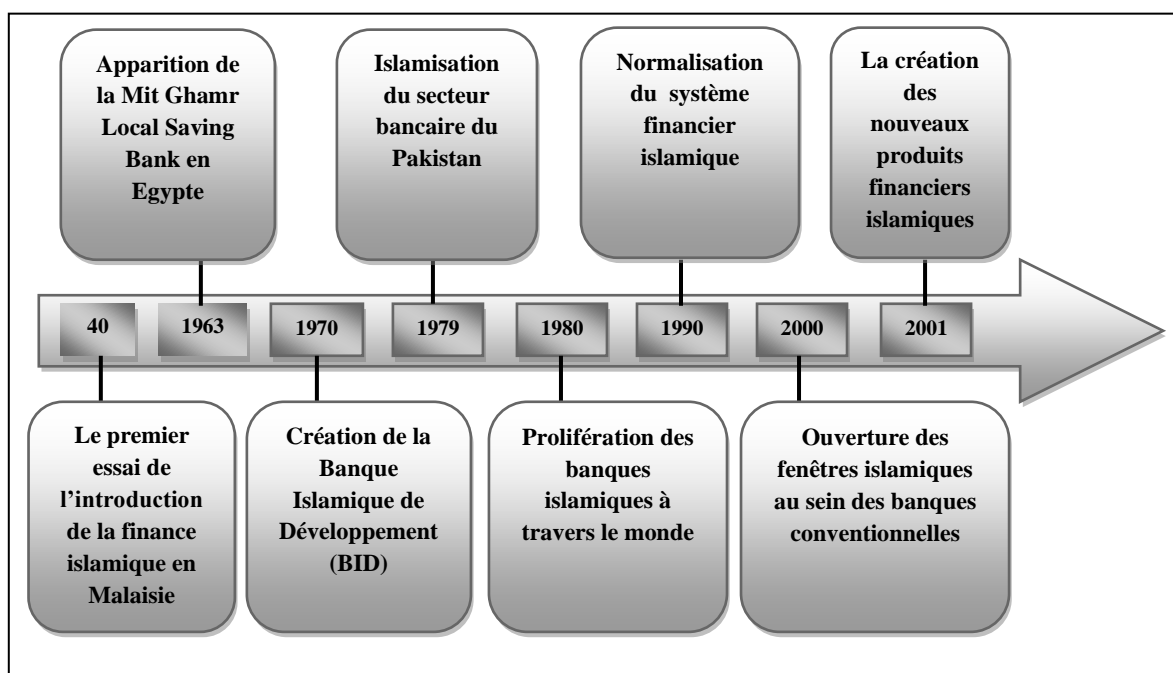 Apparition de
la Mit Ghamr
Local Saving
Bank en
Egypte
Islamisation
du secteur
bancaire du
Pakistan
Normalisation
du système
financier
islamique
La création
des
nouveaux
produits
financiers
islamiques
40
1963
1970
1979
1980
1990
2000
2001
Le premier
essai de
l’introduction
de la finance
islamique en
Malaisie
Création de la
Banque
Islamique de
Développement
(BID)
Prolifération des
banques
islamiques à
travers le monde
Ouverture des
fenêtres islamiques
au sein des banques
conventionnelles